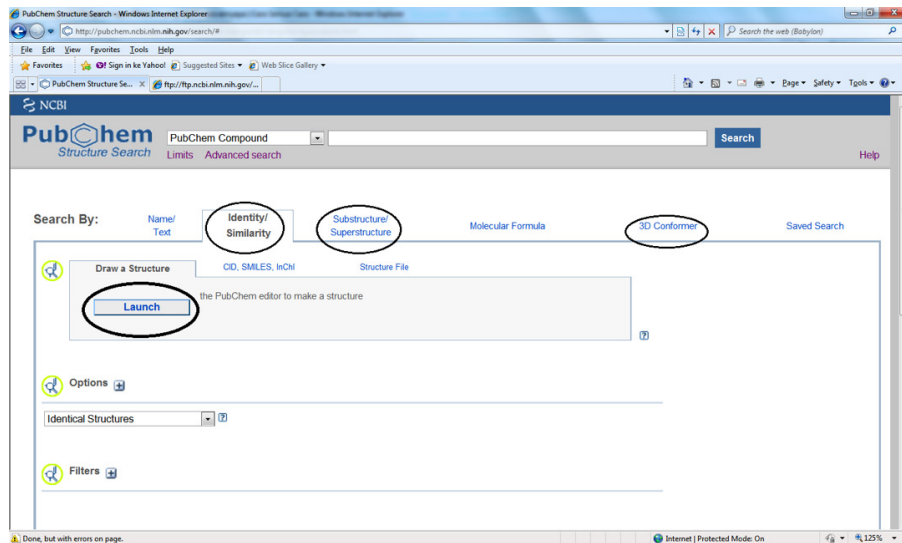 PubChem Structure Search - Windows Internet Explorer
http://pubchem.ncbi.nlm.nih.gov/search/#
Search the web (Babylon)
File Edit View Favorites Tools Help
Favorites Sign in ke Yahoo! Suggested Sites Web Slice Gallery
PubChem Structure Se... X ftp://ftp.ncbi.nlm.nih.gov/... Page Safety Tools
NCBI
PubChem PubChem Compound Search
Structure Search Limits Advanced search Help
Search By: Name/ Text Identity/ Similarity Substructure/ Superstructure Molecular Formula 3D Conformer Saved Search
Draw a Structure CID, SMILES, InChI Structure File
Launch the PubChem editor to make a structure
?
Options +
Identical Structures ?
Filters +
Done, but with errors on page. Internet | Protected Mode: On 125%